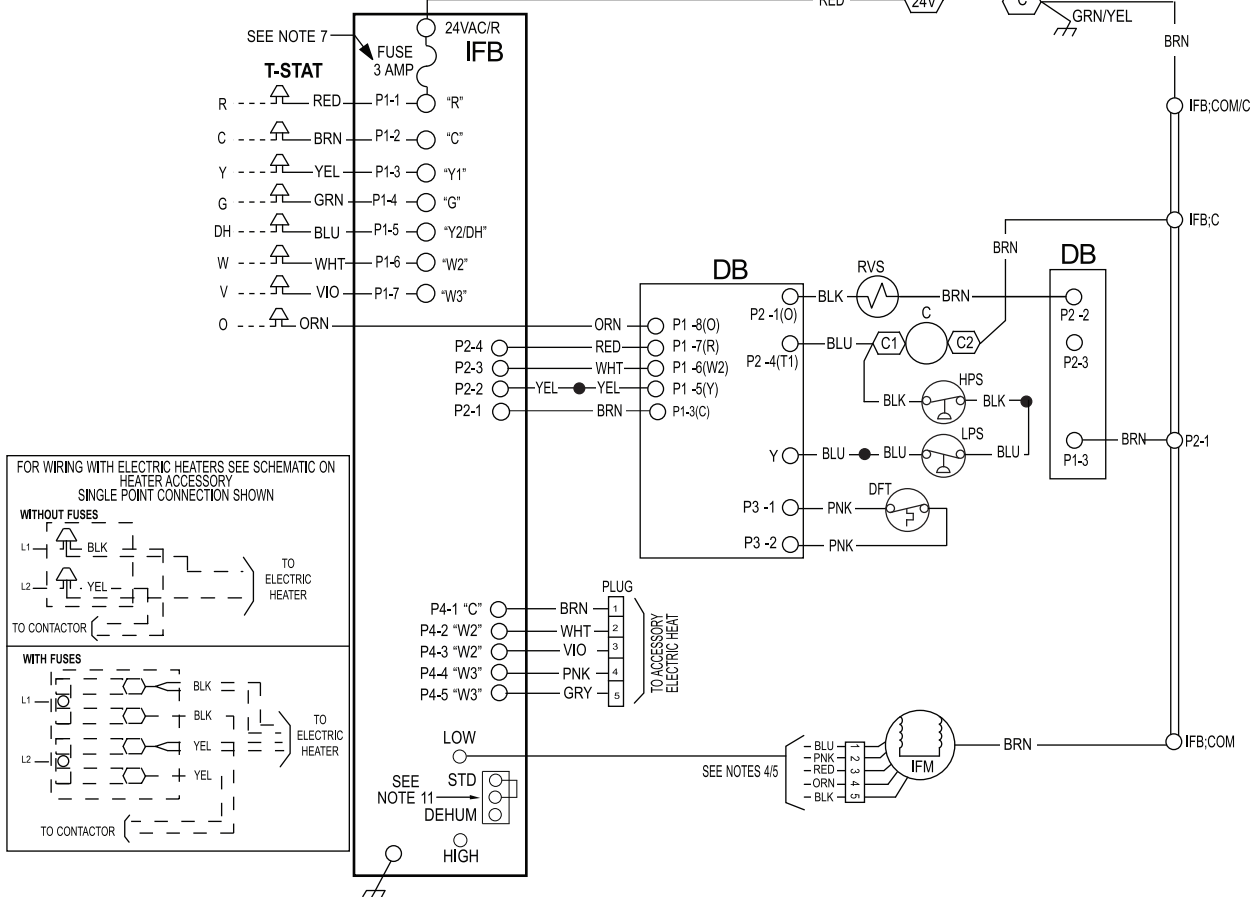 RED
24V
C
GRN/YEL
BRN
SEE NOTE 7
24VAC/R
IFB
FUSE
3 AMP
T-STAT
R RED P1-1 "R"
C BRN P1-2 "C"
Y YEL P1-3 "Y1"
G GRN P1-4 "G"
DH BLU P1-5 "Y2/DH"
W WHT P1-6 "W2"
V VIO P1-7 "W3"
O ORN
IFB;COM/C
IFB;C
BRN
DB
DB
RVS
BLK
BRN
P2 -1(O)
P2 -2
C
BLU
C1
C2
P2 -4(T1)
P2-3
ORN P1 -8(O)
P2-4 RED P1 -7(R)
P2-3 WHT P1 -6(W2)
P2-2 YEL YEL P1 -5(Y)
P2-1 BRN P1-3(C)
HPS
BLK BLK
LPS
Y BLU BLU BLU
P1-3 BRN P2-1
DFT
P3 -1 PNK
P3 -2 PNK
FOR WIRING WITH ELECTRIC HEATERS SEE SCHEMATIC ON
HEATER ACCESSORY
SINGLE POINT CONNECTION SHOWN
WITHOUT FUSES
L1 BLK
L2 YEL
TO
ELECTRIC
HEATER
TO CONTACTOR
WITH FUSES
L1
BLK
BLK
L2
YEL
YEL
TO
ELECTRIC
HEATER
TO CONTACTOR
PLUG
P4-1 "C" BRN 1
P4-2 "W2" WHT 2
P4-3 "W2" VIO 3
P4-4 "W3" PNK 4
P4-5 "W3" GRY 5
TO ACCESSORY
ELECTRIC HEAT
LOW
STD
SEE
NOTE 11
DEHUM
HIGH
SEE NOTES 4/5
BLU 1
PNK 2
RED 3
ORN 4
BLK 5
IFM
BRN
IFB;COM